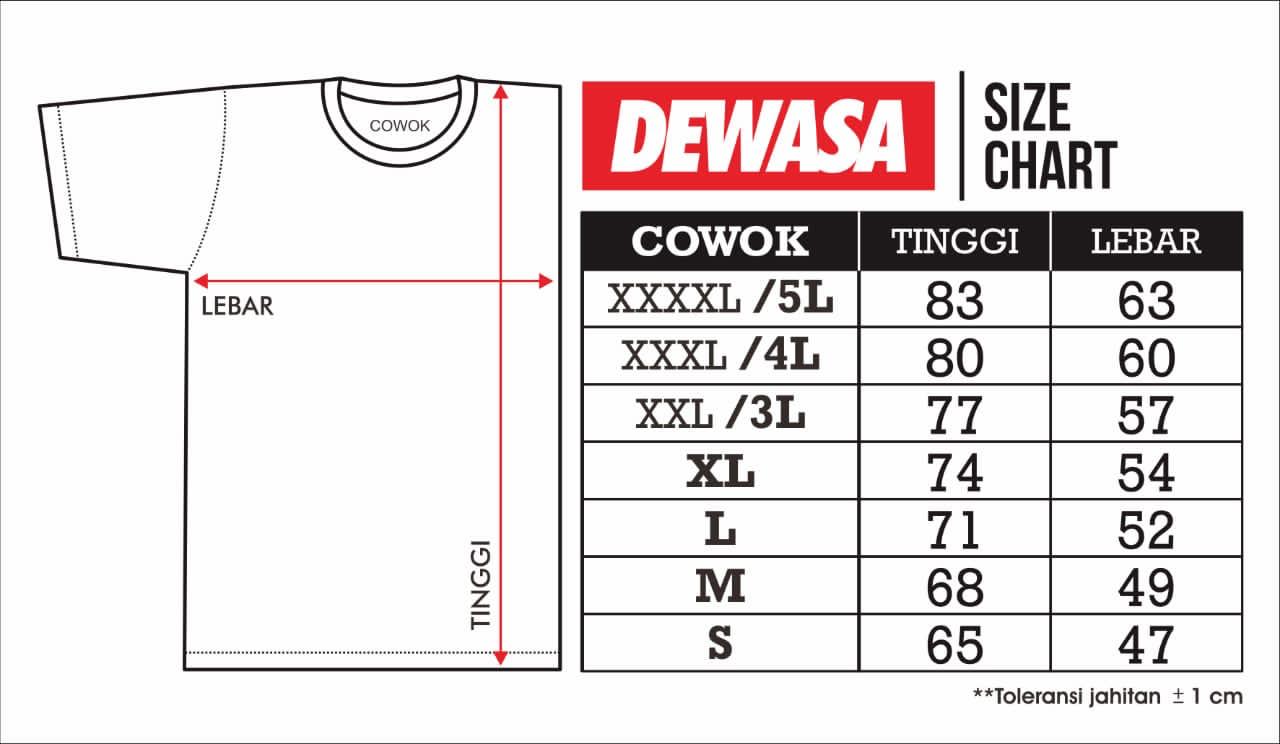 COWOK
LEBAR
TINGGI
DEWASA
SIZE
CHART
COWOK TINGGI LEBAR
XXXXL /5L 83 63
XXXL /4L 80 60
XXL /3L 77 57
XL 74 54
L 71 52
M 68 49
S 65 47
**Toleransi jahitan ± 1 cm